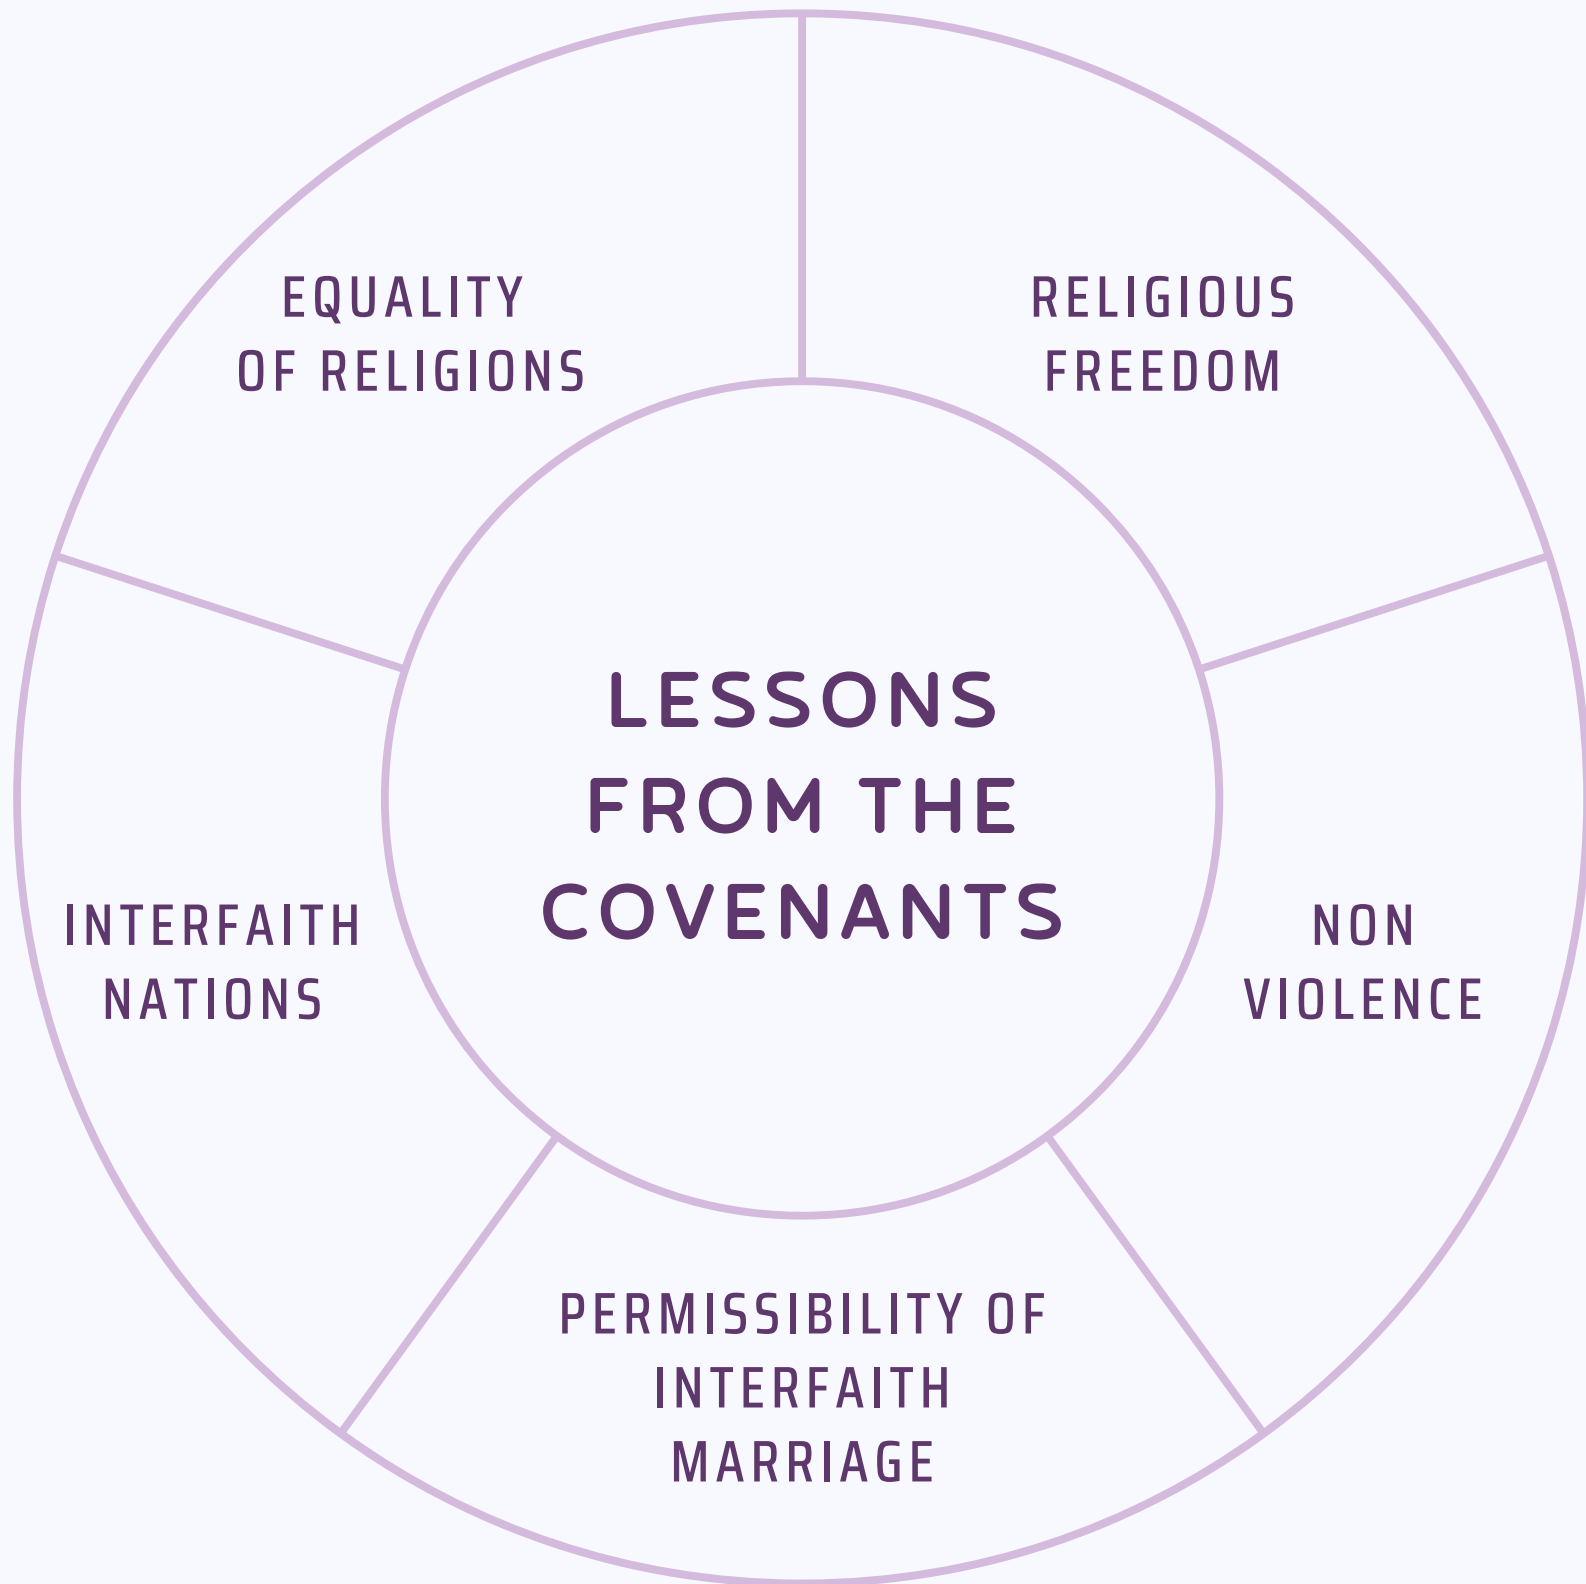 EQUALITY
OF RELIGIONS
RELIGIOUS
FREEDOM
LESSONS
FROM THE
COVENANTS
INTERFAITH
NATIONS
NON
VIOLENCE
PERMISSIBILITY OF
INTERFAITH
MARRIAGE